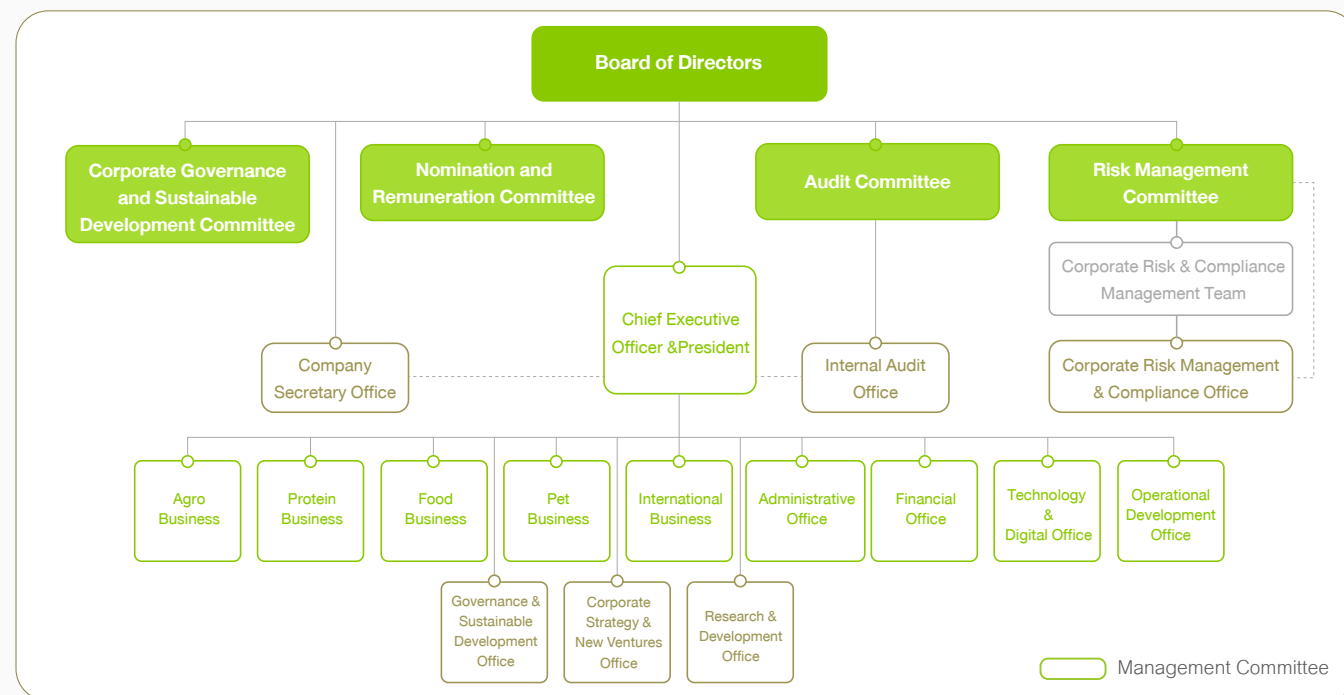 Board of Directors
Corporate Governance
and Sustainable
Development Committee
Nomination and
Remuneration Committee
Audit Committee
Risk Management
Committee
Corporate Risk & Compliance
Management Team
Chief Executive
Officer &President
Company
Secretary Office
Internal Audit
Office
Corporate Risk Management
& Compliance Office
Agro
Business
Protein
Business
Food
Business
Pet
Business
International
Business
Administrative
Office
Financial
Office
Technology
&
Digital Office
Operational
Development
Office
Governance &
Sustainable
Development
Office
Corporate
Strategy &
New Ventures
Office
Research &
Development
Office
Management Committee